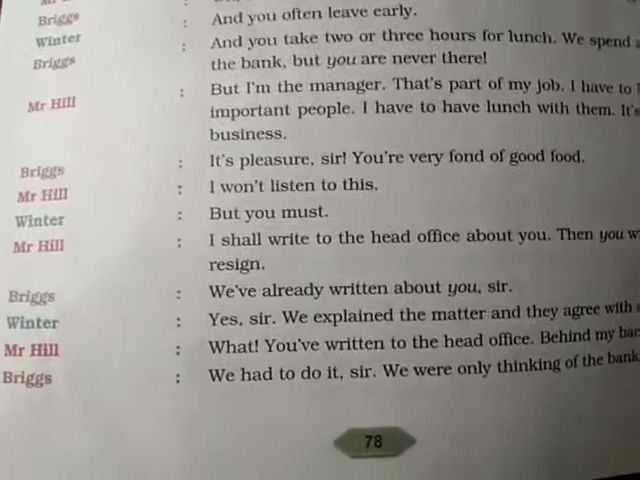 Briggs : And you often leave early.
Winter : And you take two or three hours for lunch. We spend
Briggs the bank, but you are never there!
Mr Hill : But I'm the manager. That's part of my job. I have to
important people. I have to have lunch with them. It's
business.
Briggs : It's pleasure, sir! You're very fond of good food.
Mr Hill : I won't listen to this.
Winter : But you must.
Mr Hill : I shall write to the head office about you. Then you
resign.
Briggs : We've already written about you, sir.
Winter : Yes, sir. We explained the matter and they agree with
Mr Hill : What! You've written to the head office. Behind my
Briggs : We had to do it, sir. We were only thinking of the bank
78